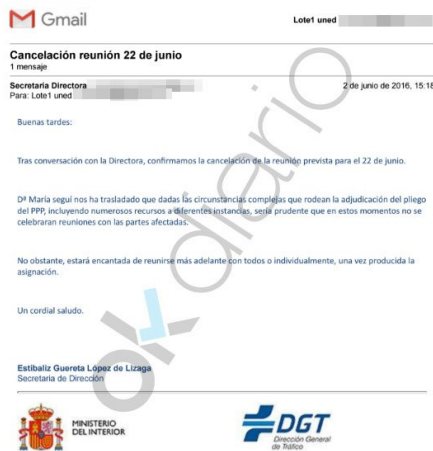 Gmail
Lote1 uned
Cancelación reunión 22 de junio
1 mensaje
Secretaria Directora
2 de junio de 2016, 15:18
Para: Lote1 uned
Buenas tardes:
Tras conversación con la Directora, confirmamos la cancelación de la reunión prevista para el 22 de junio.
Dª María seguí nos ha trasladado que dadas las circunstancias complejas que rodean la adjudicación del pliego
del PPP, incluyendo numerosos recursos a diferentes instancias, sería prudente que en estos momentos no se
celebraran reuniones con las partes afectadas.
No obstante, estará encantada de reunirse más adelante con todos o individualmente, una vez producida la
asignación.
Un cordial saludo.
Estibaliz Guereta López de Lizaga
Secretaria de Dirección
MINISTERIO
DEL INTERIOR
DGT
Dirección General
de Tráfico
okdiario